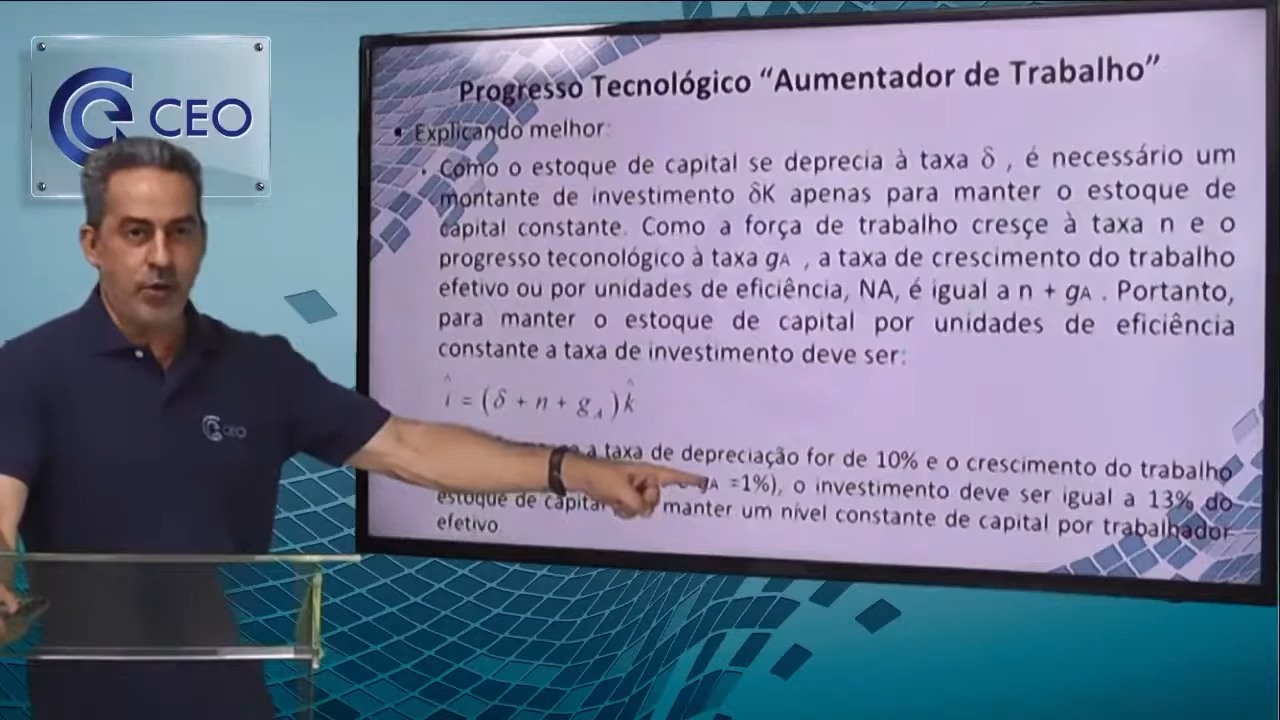 CEO
Progresso Tecnológico “Aumentador de Trabalho”
• Explicando melhor:
• Como o estoque de capital se deprecia à taxa δ , é necessário um
montante de investimento δK apenas para manter o estoque de
capital constante. Como a força de trabalho cresçe à taxa n e o
progresso teconológico à taxa gA , a taxa de crescimento do trabalho
efetivo ou por unidades de eficiência, NA, é igual a n + gA . Portanto,
para manter o estoque de capital por unidades de eficiência
constante a taxa de investimento deve ser:
î = (δ + n + gA)k̂
a taxa de depreciação for de 10% e o crescimento do trabalho
gA =1%), o investimento deve ser igual a 13% do
estoque de capital manter um nível constante de capital por trabalhador
efetivo.
CEO